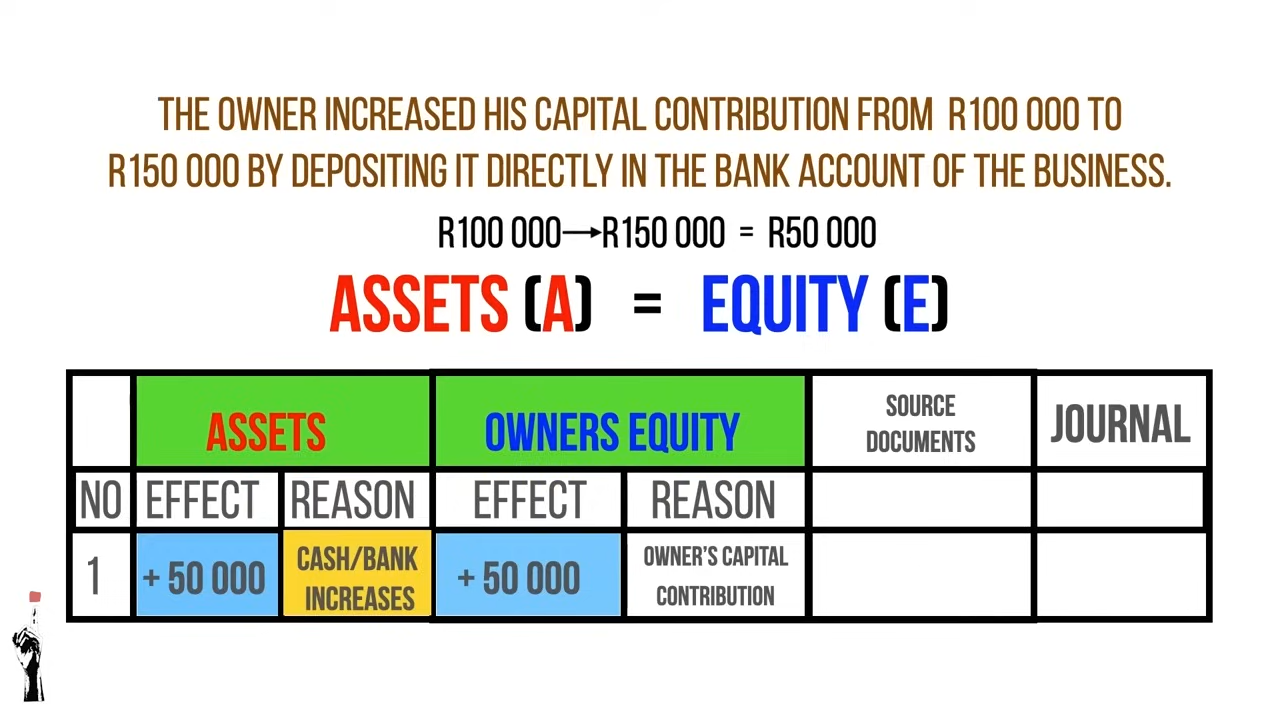 THE OWNER INCREASED HIS CAPITAL CONTRIBUTION FROM R100 000 TO
R150 000 BY DEPOSITING IT DIRECTLY IN THE BANK ACCOUNT OF THE BUSINESS.
R100 000→R150 000 = R50 000
ASSETS (A) = EQUITY (E)
ASSETS
OWNERS EQUITY
SOURCE
DOCUMENTS
JOURNAL
NO
EFFECT
REASON
EFFECT
REASON
1
+ 50 000
CASH/BANK
INCREASES
+ 50 000
OWNER'S CAPITAL
CONTRIBUTION